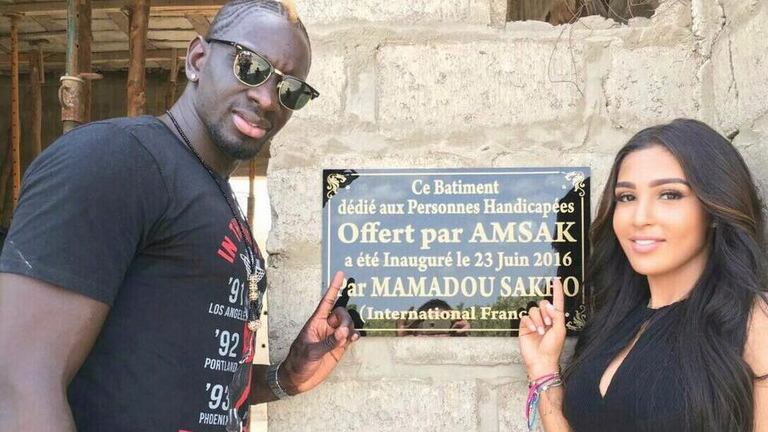 Ce Batiment
dédié aux Personnes Handicapées
Offert par AMSAK
a été Inauguré le 23 Juin 2016
Par MAMADOU SAKHO
(International
'91
LOS ANGELES
'92
PORTLAND
'93
PHOENIX